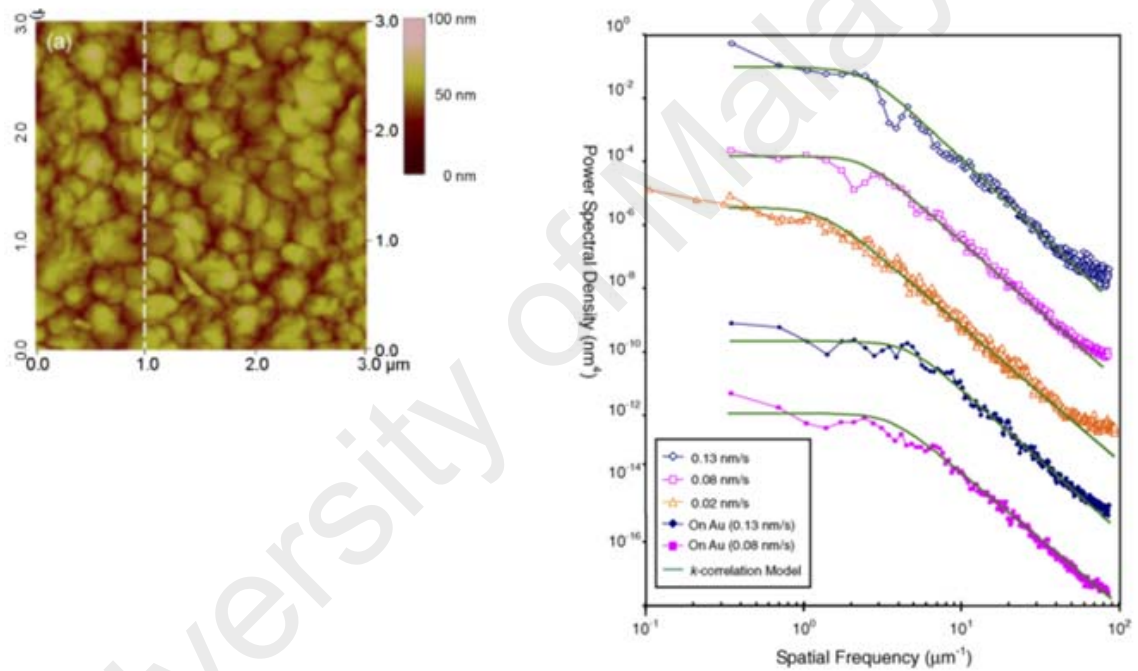 (a)
3.0
2.0
1.0
0.0
0.0
1.0
2.0
3.0 μm
3.0
2.0
1.0
0.0
100 nm
50 nm
0 nm
Power Spectral Density (nm⁴)
10⁰
10⁻²
10⁻⁴
10⁻⁶
10⁻⁸
10⁻¹⁰
10⁻¹²
10⁻¹⁴
10⁻¹⁶
0.13 nm/s
0.08 nm/s
0.02 nm/s
On Au (0.13 nm/s)
On Au (0.08 nm/s)
k-correlation Model
10⁻¹
10⁰
10¹
10²
Spatial Frequency (μm⁻¹)
versity of Malay